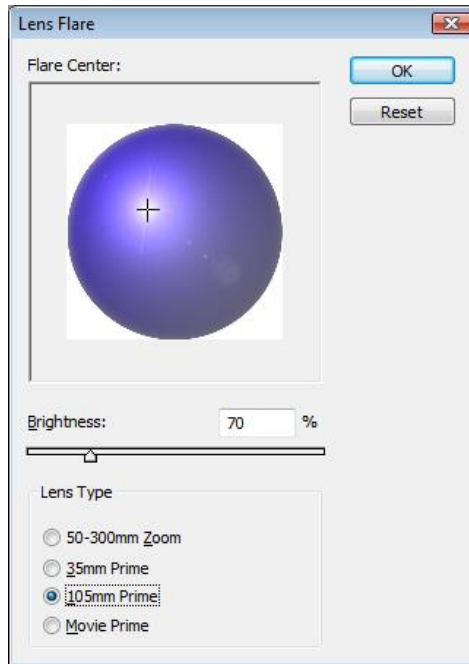 Lens Flare
Flare Center:
OK
Reset
Brightness: 70 %
Lens Type
50-300mm Zoom
35mm Prime
105mm Prime
Movie Prime